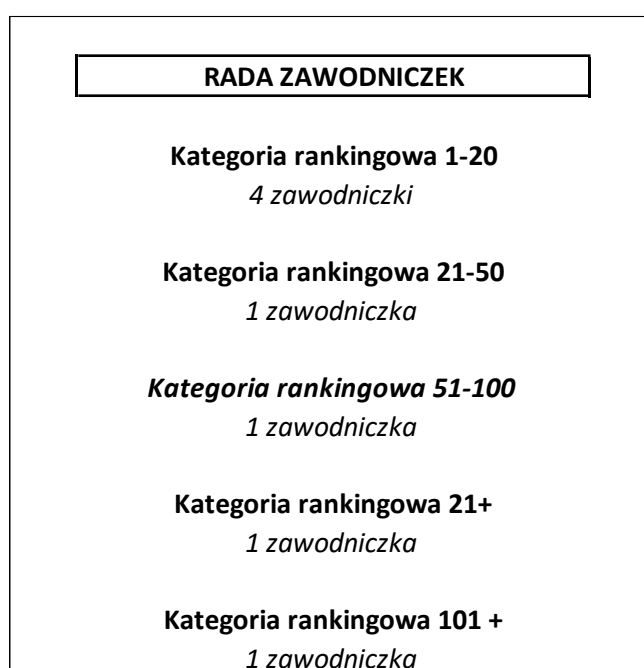 RADA ZAWODNICZEK
Kategoria rankingowa 1-20
4 zawodniczki
Kategoria rankingowa 21-50
1 zawodniczka
Kategoria rankingowa 51-100
1 zawodniczka
Kategoria rankingowa 21+
1 zawodniczka
Kategoria rankingowa 101 +
1 zawodniczka